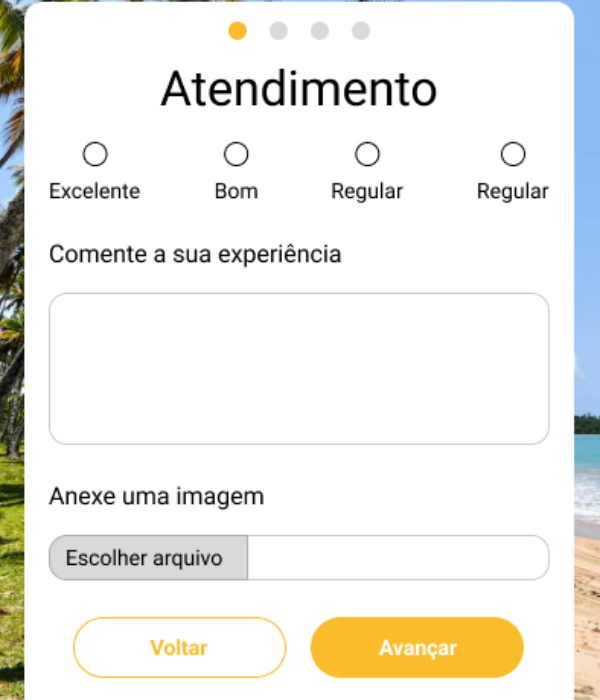 Atendimento
Excelente Bom Regular Regular
Comente a sua experiência
Anexe uma imagem
Escolher arquivo
Voltar Avançar